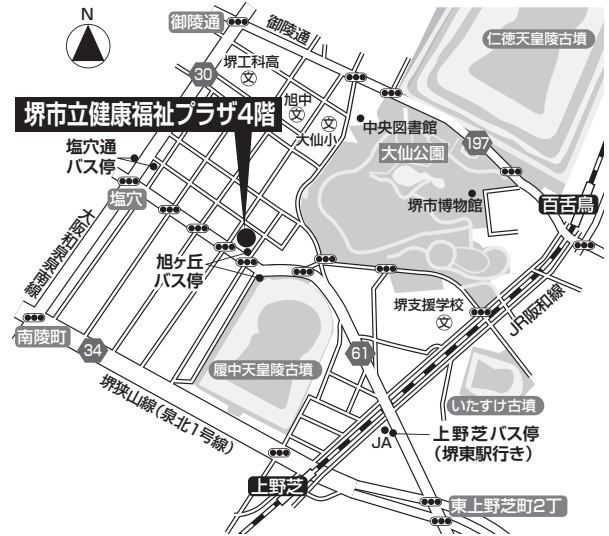 N
御陵通
御陵通
仁徳天皇陵古墳
堺工科高
文
30
旭中
文
大仙小
文
中央図書館
大仙公園
197
堺市立健康福祉プラザ4階
塩穴通
バス停
塩穴
堺市博物館
百舌鳥
大阪和泉泉南線
旭ヶ丘
バス停
堺支援学校
文
JR阪和線
南陵町
34
履中天皇陵古墳
61
いたすけ古墳
堺狭山線(泉北1号線)
JA
上野芝バス停
(堺東駅行き)
上野芝
東上野芝町2丁